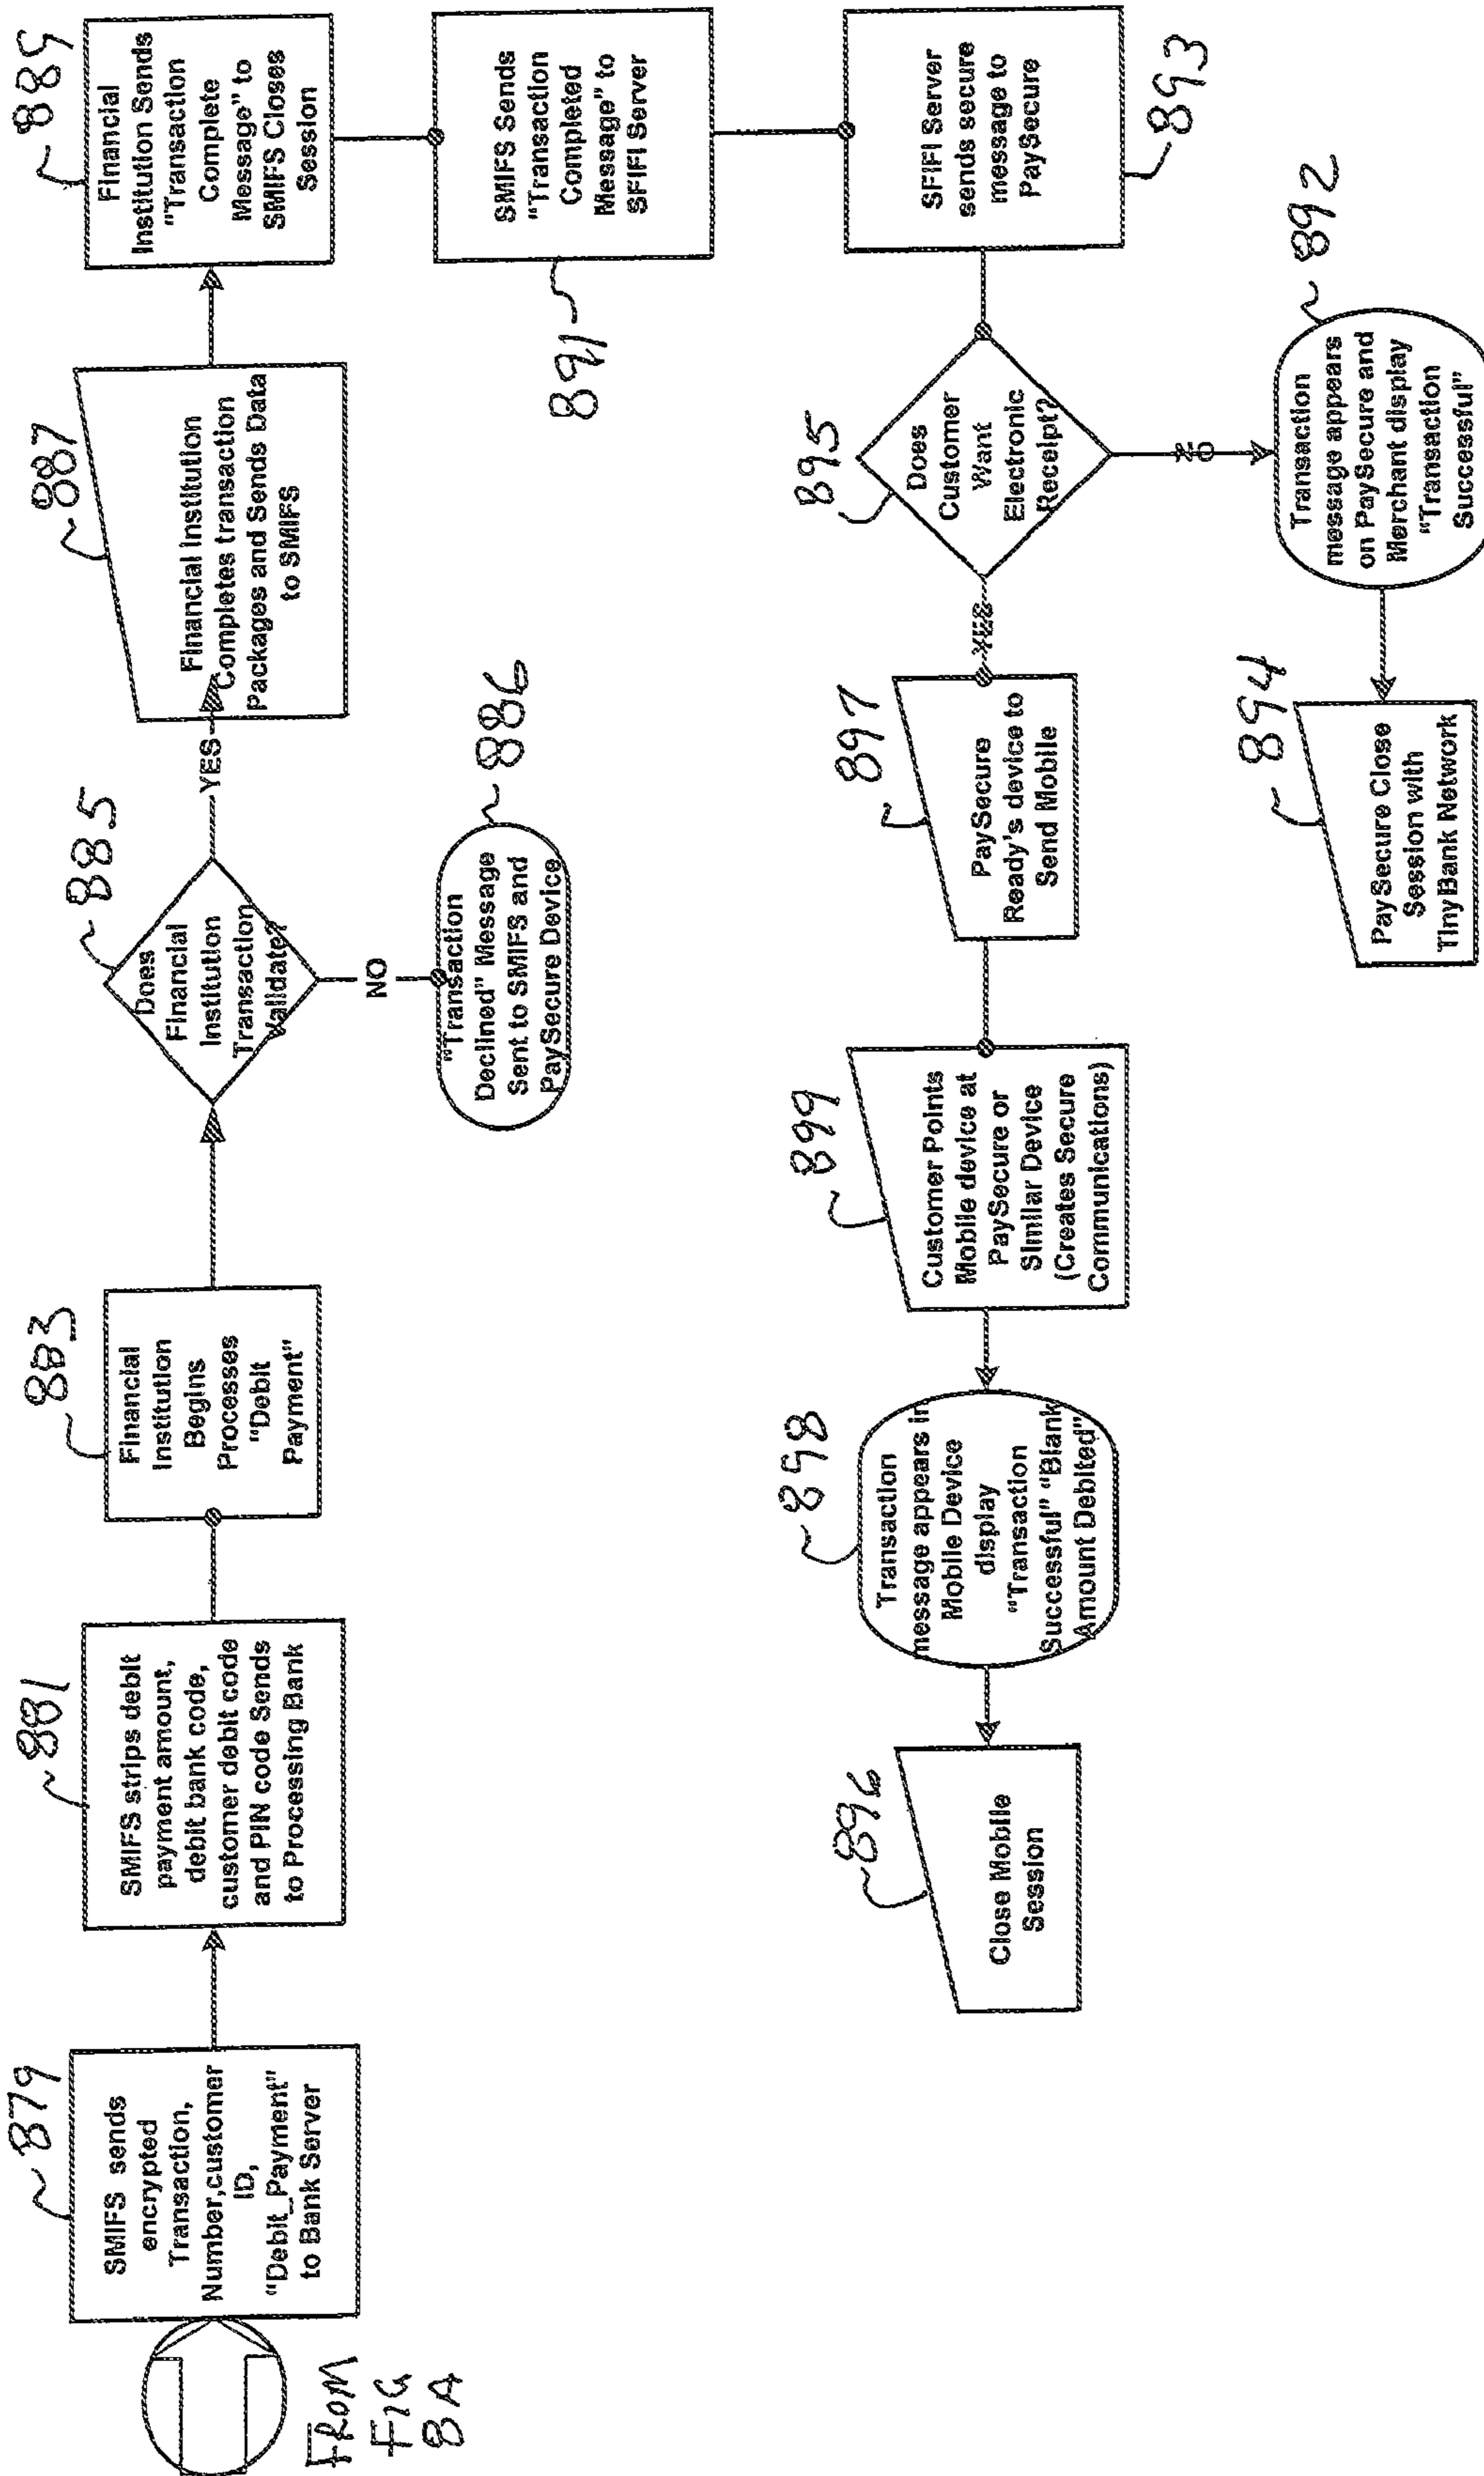 FROM
FIG
8A
879
SMIFS sends
encrypted
Transaction,
Number,customer
ID,
"Debit_Payment"
to Bank Server
881
SMIFS strips debit
payment amount,
debit bank code,
customer debit code
and PIN code Sends
to Processing Bank
883
Financial
Institution
Begins
Processes
"Debit
Payment"
885
Does
Financial
Institution
Transaction
Validate?
YES
NO
886
"Transaction
Declined" Message
Sent to SMIFS and
PaySecure Device
887
Financial Institution
Completes transaction
Packages and Sends Data
to SMIFS
889
Financial
Institution Sends
"Transaction
Complete
Message" to
SMIFS Closes
Session
891
SMIFS Sends
"Transaction
Completed
Message" to
SFIFI Server
893
SFIFI Server
sends secure
message to
PaySecure
895
Does
Customer
Want
Electronic
Receipt?
YES
NO
892
Transaction
message appears
on PaySecure and
Merchant display
"Transaction
Successful"
894
PaySecure Close
Session with
TinyBank Network
897
PaySecure
Ready's device to
Send Mobile
899
Customer Points
Mobile device at
PaySecure or
Similar Device
(Creates Secure
Communications)
898
Transaction
message appears in
Mobile Device
display
"Transaction
Successful" "Blank
Amount Debited"
896
Close Mobile
Session